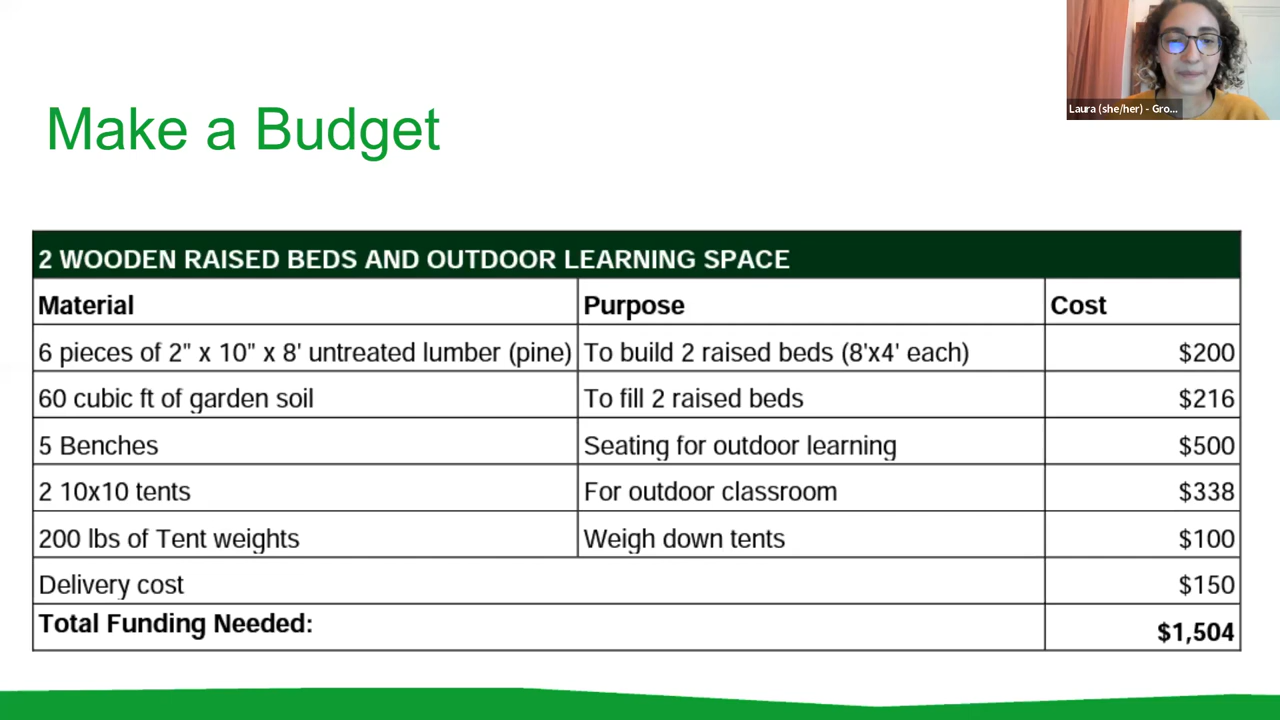 Laura (she/her) - Gro...
Make a Budget
2 WOODEN RAISED BEDS AND OUTDOOR LEARNING SPACE
Material Purpose Cost
6 pieces of 2" x 10" x 8' untreated lumber (pine) To build 2 raised beds (8'x4' each) $200
60 cubic ft of garden soil To fill 2 raised beds $216
5 Benches Seating for outdoor learning $500
2 10x10 tents For outdoor classroom $338
200 lbs of Tent weights Weigh down tents $100
Delivery cost $150
Total Funding Needed: $1,504